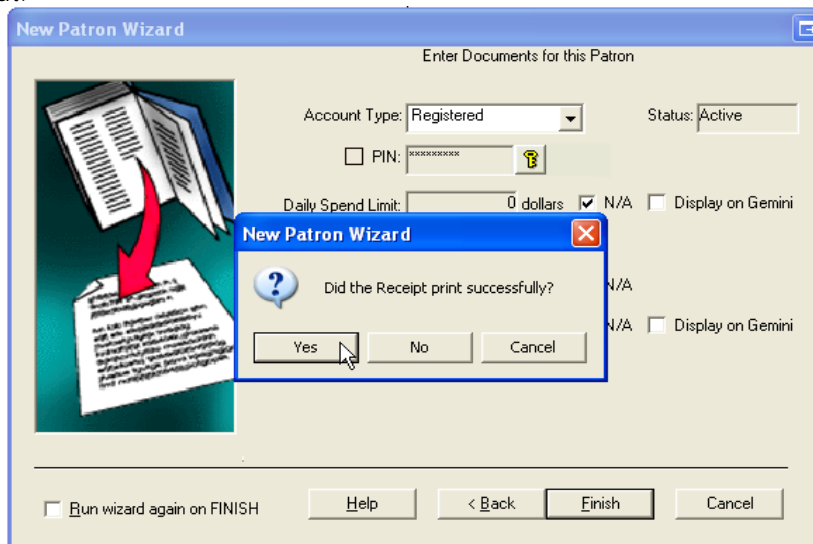 New Patron Wizard
Enter Documents for this Patron
Account Type: Registered Status: Active
PIN: xxxxxxxxx
Daily Spend Limit: 0 dollars N/A Display on Gemini
New Patron Wizard
Did the Receipt print successfully?
N/A
N/A Display on Gemini
Yes No Cancel
Run wizard again on FINISH Help < Back Finish Cancel